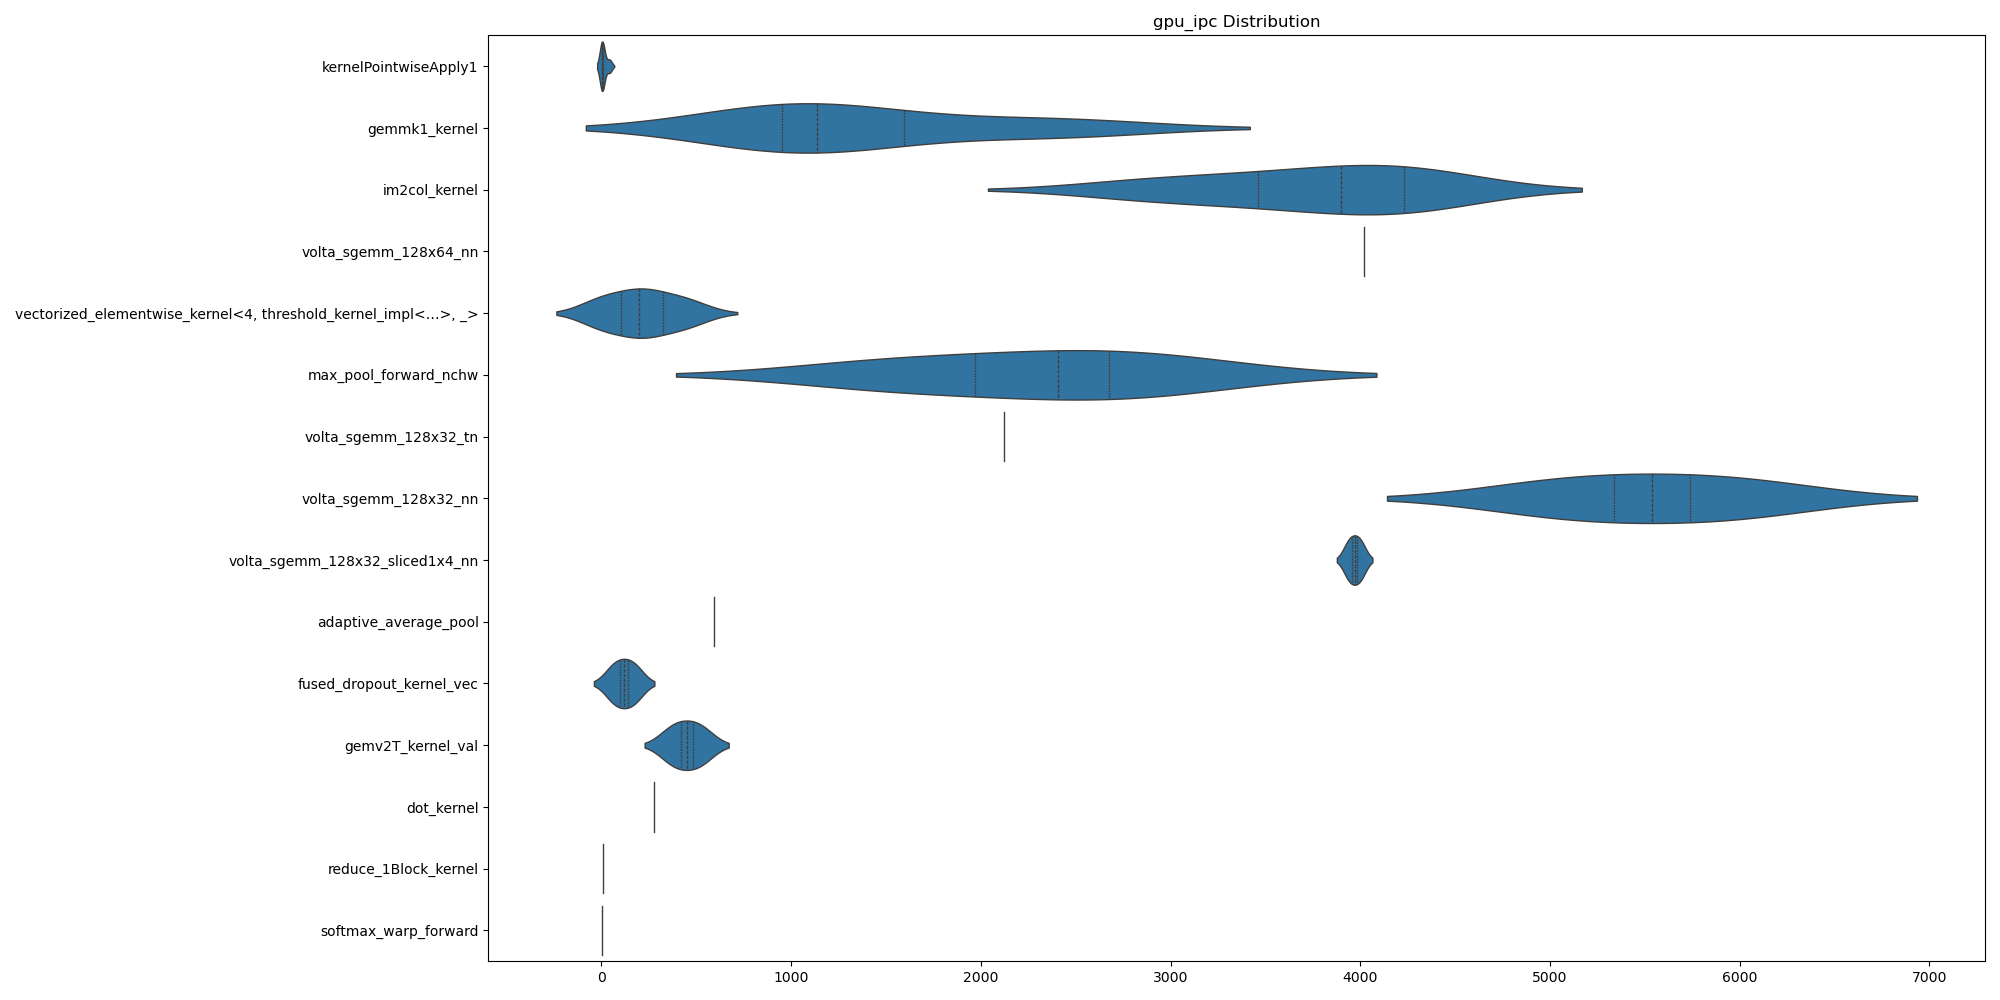 gpu_ipc Distribution
kernelPointwiseApply1
gemmk1_kernel
im2col_kernel
volta_sgemm_128x64_nn
vectorized_elementwise_kernel<4, threshold_kernel_impl<...>, _>
max_pool_forward_nchw
volta_sgemm_128x32_tn
volta_sgemm_128x32_nn
volta_sgemm_128x32_sliced1x4_nn
adaptive_average_pool
fused_dropout_kernel_vec
gemv2T_kernel_val
dot_kernel
reduce_1Block_kernel
softmax_warp_forward
0 1000 2000 3000 4000 5000 6000 7000